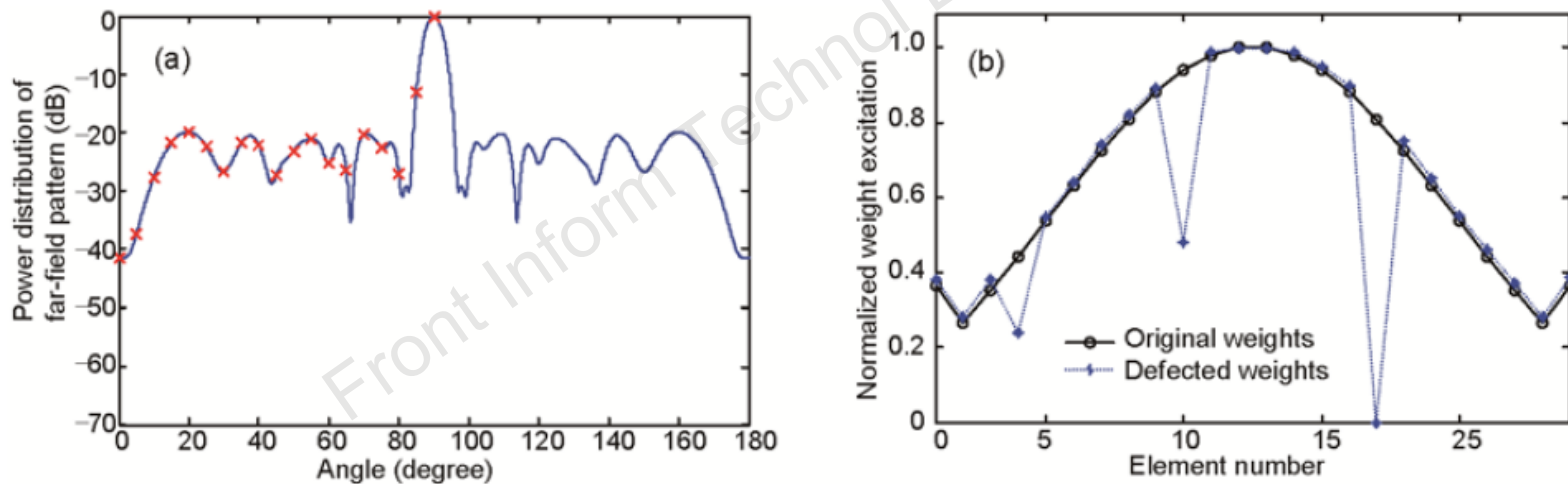 (a)
Power distribution of
far-field pattern (dB)
0
−10
−20
−30
−40
−50
−60
−70
0 20 40 60 80 100 120 140 160 180
Angle (degree)
(b)
Normalized weight excitation
1.0
0.8
0.6
0.4
0.2
0
0 5 10 15 25
Element number
Original weights
Defected weights
Front Inform Technol